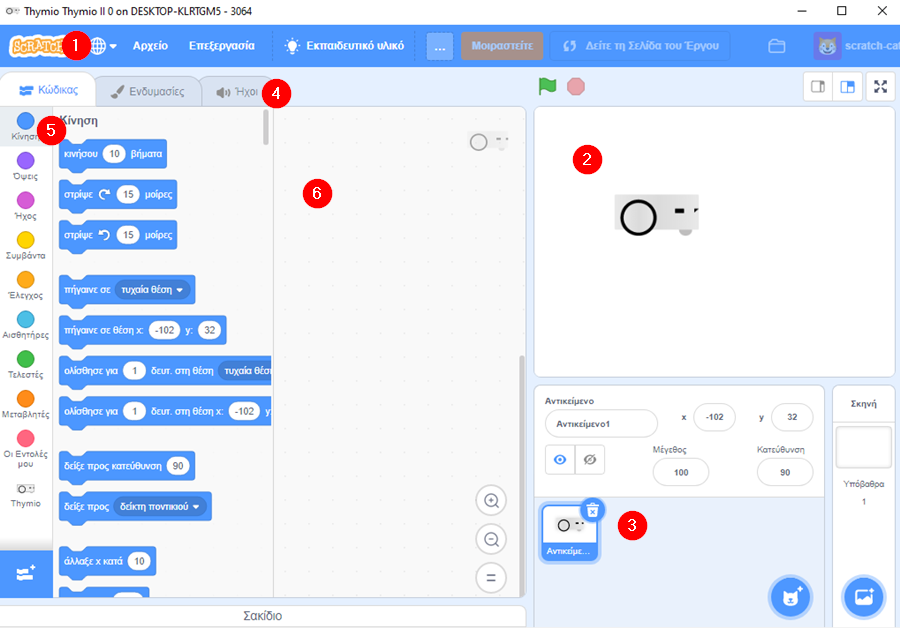 Thymio Thymio II 0 on DESKTOP-KLRTGM5 - 3064
SCRATCH 1 Αρχείο Επεξεργασία Εκπαιδευτικό υλικό ... Μοιραστείτε Δείτε τη Σελίδα του Έργου scratch-cat
Κώδικας Ενδυμασίες Ήχοι 4
5
Κίνηση
Όψεις
Ήχος
Συμβάντα
Έλεγχος
Αισθητήρες
Τελεστές
Μεταβλητές
Οι Εντολές
μου
Thymio
Κίνηση
κινήσου 10 βήματα
στρίψε 15 μοίρες
στρίψε 15 μοίρες
πήγαινε σε τυχαία θέση
πήγαινε σε θέση x: -102 y: 32
ολίσθησε για 1 δευτ. στη θέση τυχαία θέσ
ολίσθησε για 1 δευτ. στη θέση x: -102 y:
δείξε προς κατεύθυνση 90
δείξε προς δείκτη ποντικιού
άλλαξε x κατά 10
6
2
Αντικείμενο
Αντικείμενο1 x -102 y 32
Μέγεθος Κατεύθυνση
100 90
Αντικείμε... 3
Σκηνή
Υπόβαθρα
1
Σακίδιο